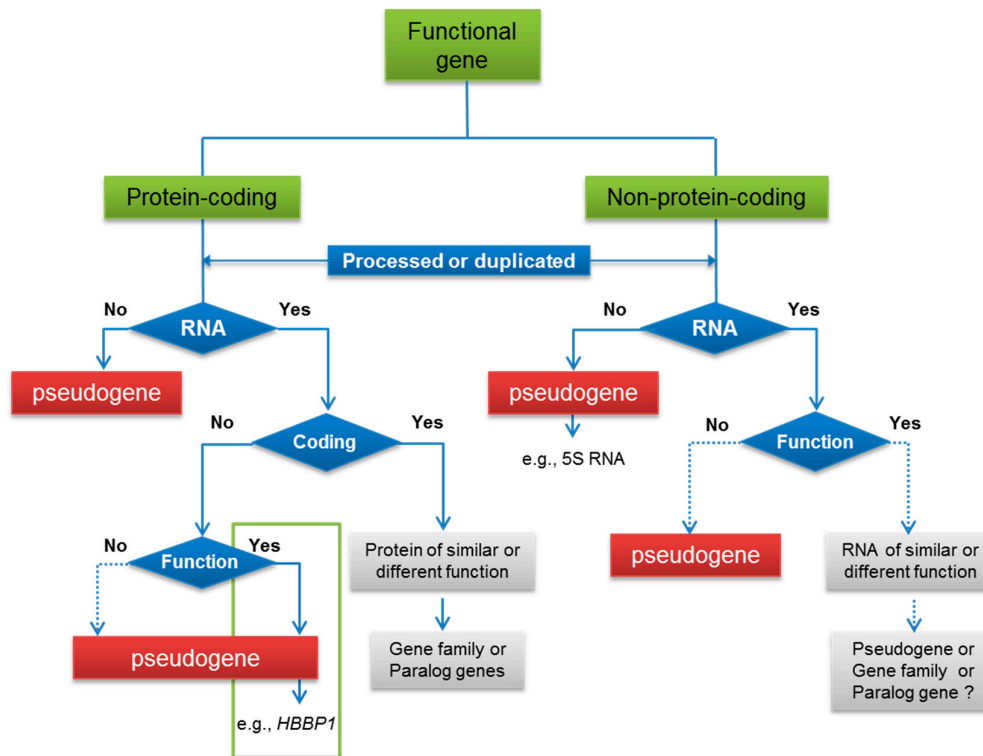 Functional
gene
Protein-coding
Non-protein-coding
Processed or duplicated
No
Yes
RNA
No
Yes
RNA
pseudogene
pseudogene
e.g., 5S RNA
No
Yes
Coding
No
Yes
Function
No
Yes
Function
Protein of similar or
different function
pseudogene
RNA of similar or
different function
pseudogene
Gene family or
Paralog genes
Pseudogene or
Gene family or
Paralog gene ?
e.g., HBBP1